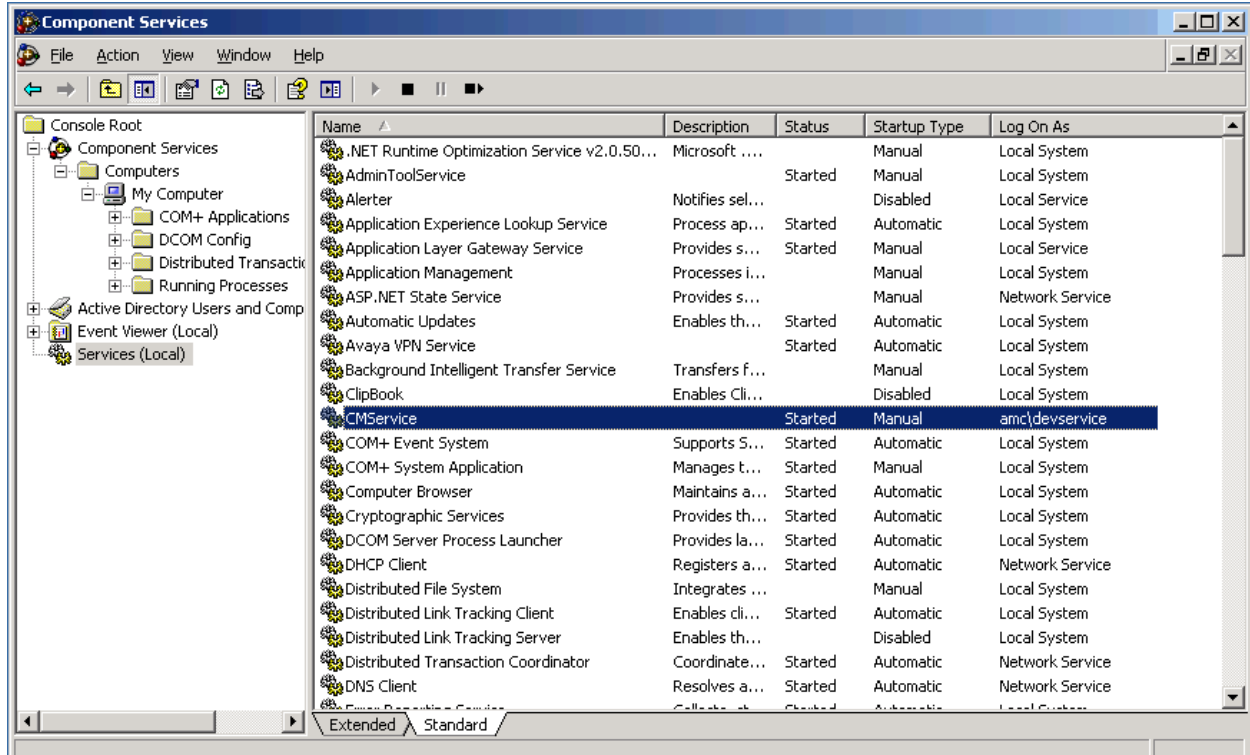 Component Services
File Action View Window Help
Console Root
Component Services
Computers
My Computer
COM+ Applications
DCOM Config
Distributed Transactic
Running Processes
Active Directory Users and Comp
Event Viewer (Local)
Services (Local)
Name Description Status Startup Type Log On As
.NET Runtime Optimization Service v2.0.50... Microsoft .... Manual Local System
AdminToolService Started Manual Local System
Alerter Notifies sel... Disabled Local Service
Application Experience Lookup Service Process ap... Started Automatic Local System
Application Layer Gateway Service Provides s... Started Manual Local Service
Application Management Processes i... Manual Local System
ASP.NET State Service Provides s... Manual Network Service
Automatic Updates Enables th... Started Automatic Local System
Avaya VPN Service Started Automatic Local System
Background Intelligent Transfer Service Transfers f... Manual Local System
ClipBook Enables Cli... Disabled Local System
CMService Started Manual amc\devservice
COM+ Event System Supports S... Started Automatic Local System
COM+ System Application Manages t... Started Manual Local System
Computer Browser Maintains a... Started Automatic Local System
Cryptographic Services Provides th... Started Automatic Local System
DCOM Server Process Launcher Provides la... Started Automatic Local System
DHCP Client Registers a... Started Automatic Network Service
Distributed File System Integrates ... Manual Local System
Distributed Link Tracking Client Enables cli... Started Automatic Local System
Distributed Link Tracking Server Enables th... Disabled Local System
Distributed Transaction Coordinator Coordinate... Started Automatic Network Service
DNS Client Resolves a... Started Automatic Network Service
Extended Standard